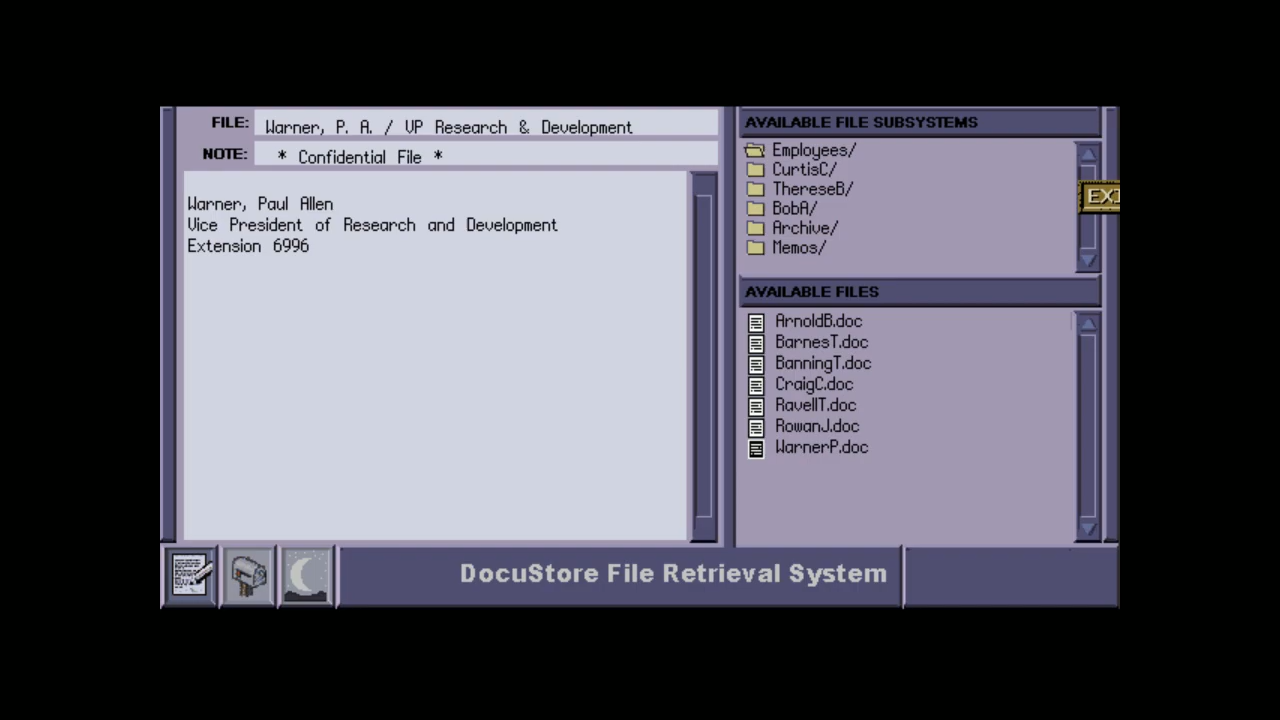 FILE: Warner, P. A. / VP Research & Development
NOTE: * Confidential File *
Warner, Paul Allen
Vice President of Research and Development
Extension 6996
AVAILABLE FILE SUBSYSTEMS
Employees/
CurtisC/
ThereseB/
BobA/
Archive/
Memos/
EXI
AVAILABLE FILES
ArnoldB.doc
BarnesT.doc
BanningT.doc
CraigC.doc
RavellT.doc
RowanJ.doc
WarnerP.doc
DocuStore File Retrieval System